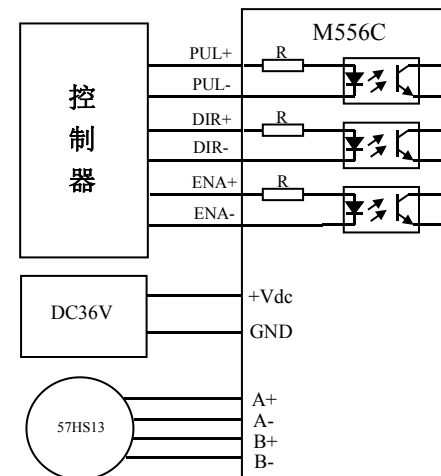 M556C
控
制
器
PUL+
R
PUL-
DIR+
R
DIR-
ENA+
R
ENA-
DC36V
+Vdc
GND
57HS13
A+
A-
B+
B-